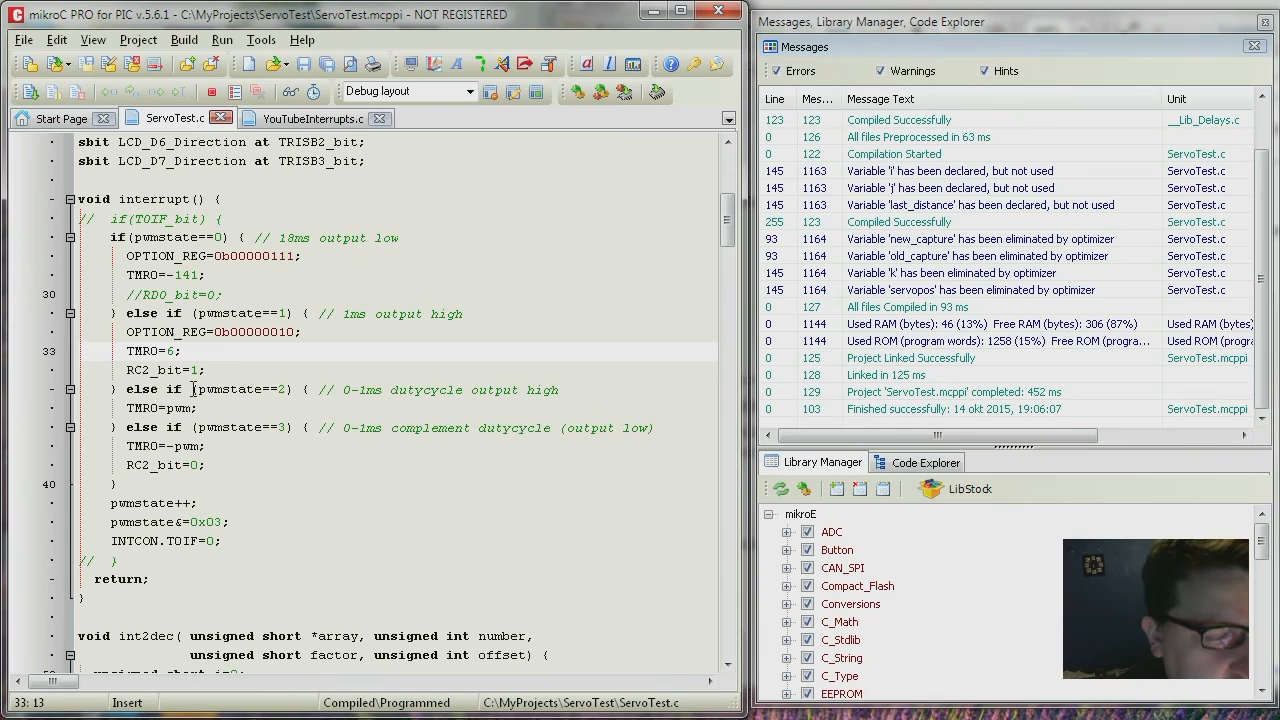 mikroC PRO for PIC v.5.6.1 - C:\MyProjects\ServoTest\ServoTest.mcppi - NOT REGISTERED
File Edit View Project Build Run Tools Help
Debug layout
Start Page ServoTest.c YouTubeInterrupts.c
sbit LCD_D6_Direction at TRISB2_bit;
sbit LCD_D7_Direction at TRISB3_bit;
void interrupt() {
// if(T0IF_bit) {
if(pwmstate==0) { // 18ms output low
OPTION_REG=0b00000111;
TMR0=-141;
30 //RD0_bit=0;
} else if (pwmstate==1) { // 1ms output high
OPTION_REG=0b00000010;
33 TMR0=6;
RC2_bit=1;
} else if (pwmstate==2) { // 0-1ms dutycycle output high
TMR0=pwm;
} else if (pwmstate==3) { // 0-1ms complement dutycycle (output low)
TMR0=-pwm;
RC2_bit=0;
40 }
pwmstate++;
pwmstate&=0x03;
INTCON.T0IF=0;
// }
return;
}
void int2dec( unsigned short *array, unsigned int number,
unsigned short factor, unsigned int offset) {
33: 13 Insert Compiled\Programmed C:\MyProjects\ServoTest\ServoTest.c
Messages, Library Manager, Code Explorer
Messages
Errors Warnings Hints
Line Mes... Message Text Unit
123 123 Compiled Successfully __Lib_Delays.c
0 126 All files Preprocessed in 63 ms
0 122 Compilation Started ServoTest.c
145 1163 Variable 'i' has been declared, but not used ServoTest.c
145 1163 Variable 'j' has been declared, but not used ServoTest.c
145 1163 Variable 'last_distance' has been declared, but not used ServoTest.c
255 123 Compiled Successfully ServoTest.c
93 1164 Variable 'new_capture' has been eliminated by optimizer ServoTest.c
93 1164 Variable 'old_capture' has been eliminated by optimizer ServoTest.c
145 1164 Variable 'k' has been eliminated by optimizer ServoTest.c
145 1164 Variable 'servopos' has been eliminated by optimizer ServoTest.c
0 127 All files Compiled in 93 ms
0 1144 Used RAM (bytes): 46 (13%) Free RAM (bytes): 306 (87%) Used RAM (bytes)
0 1144 Used ROM (program words): 1258 (15%) Free ROM (progra... Used ROM (progr
0 125 Project Linked Successfully ServoTest.mcppi
0 128 Linked in 125 ms
0 129 Project 'ServoTest.mcppi' completed: 452 ms
0 103 Finished successfully: 14 okt 2015, 19:06:07 ServoTest.mcppi
Library Manager Code Explorer
LibStock
mikroE
ADC
Button
CAN_SPI
Compact_Flash
Conversions
C_Math
C_Stdlib
C_String
C_Type
EEPROM